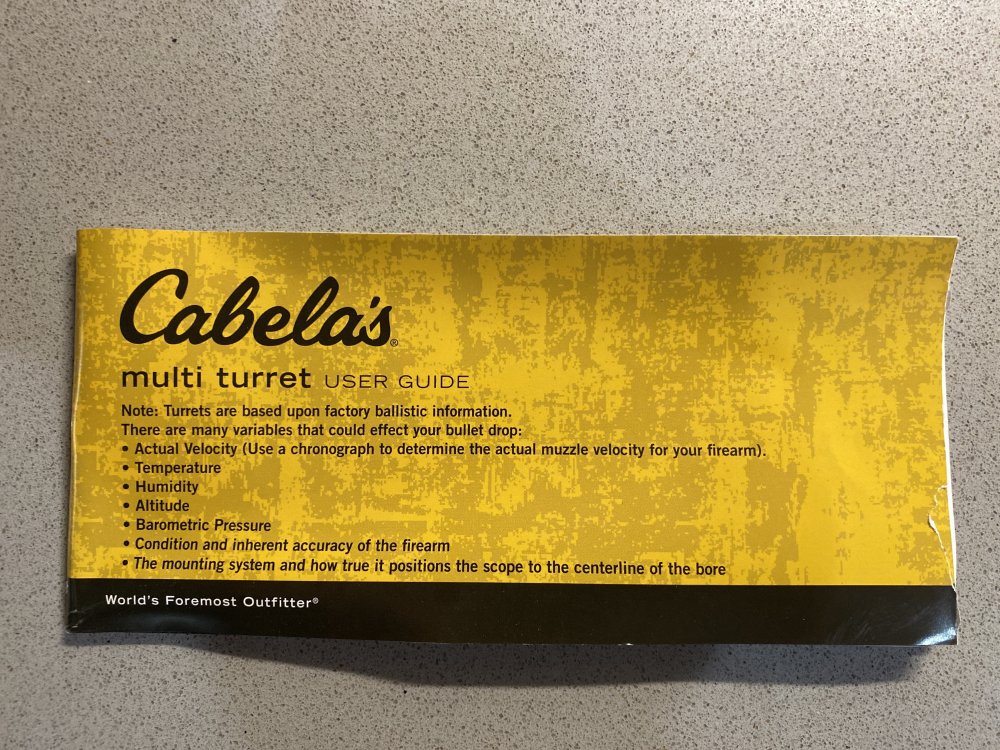 Cabela's®
multi turret USER GUIDE
Note: Turrets are based upon factory ballistic information.
There are many variables that could effect your bullet drop:
• Actual Velocity (Use a chronograph to determine the actual muzzle velocity for your firearm).
• Temperature
• Humidity
• Altitude
• Barometric Pressure
• Condition and inherent accuracy of the firearm
• The mounting system and how true it positions the scope to the centerline of the bore
World's Foremost Outfitter®